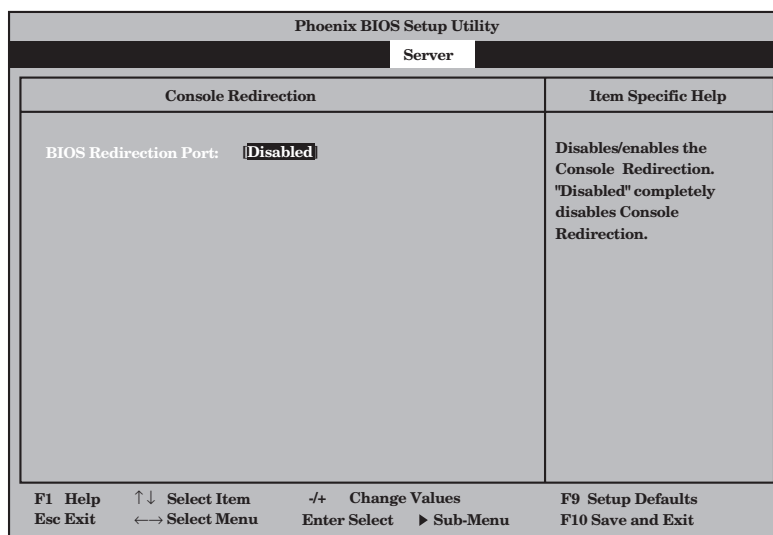 Phoenix BIOS Setup Utility
Server
Console Redirection
BIOS Redirection Port: [Disabled]
Item Specific Help
Disables/enables the
Console Redirection.
"Disabled" completely
disables Console
Redirection.
F1 Help ↑↓ Select Item -/+ Change Values F9 Setup Defaults
Esc Exit ←→ Select Menu Enter Select ▶ Sub-Menu F10 Save and Exit